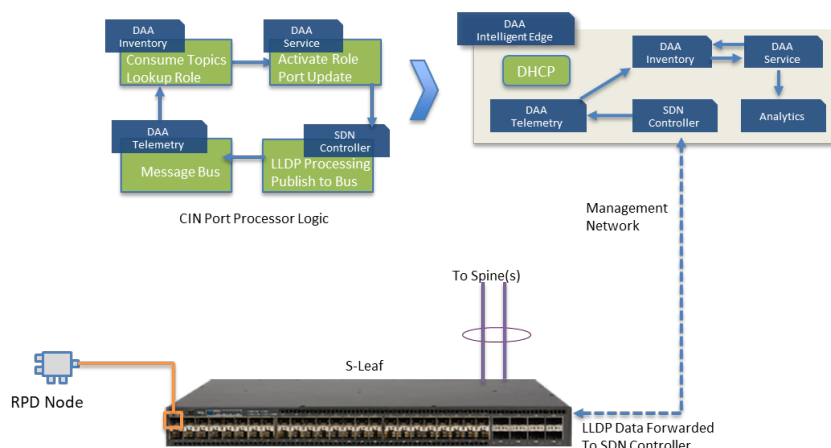 DAA
Inventory
Consume Topics
Lookup Role
DAA
Service
Activate Role
Port Update
DAA
Telemetry
Message Bus
SDN
Controller
LLDP Processing
Publish to Bus
CIN Port Processor Logic
DAA
Intelligent Edge
DHCP
DAA
Inventory
DAA
Service
DAA
Telemetry
SDN
Controller
Analytics
Management
Network
To Spine(s)
S-Leaf
RPD Node
LLDP Data Forwarded
To SDN Controller